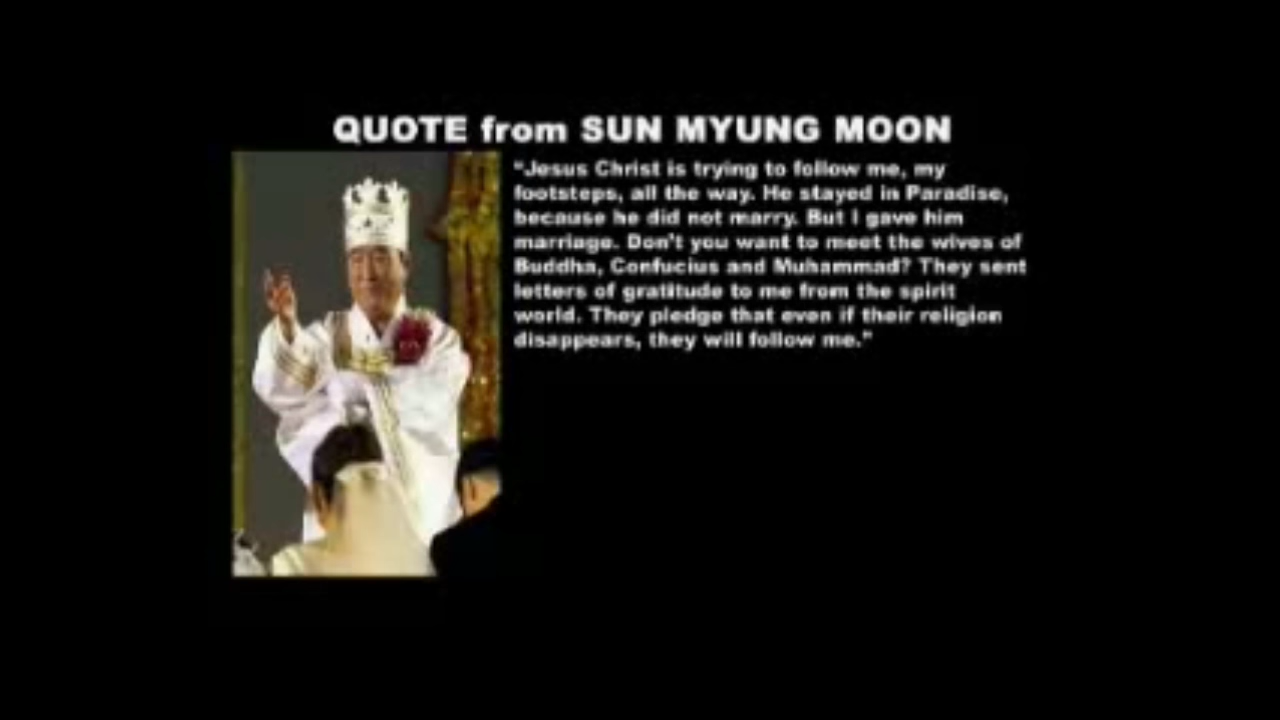 QUOTE from SUN MYUNG MOON
“Jesus Christ is trying to follow me, my
footsteps, all the way. He stayed in Paradise,
because he did not marry. But I gave him
marriage. Don't you want to meet the wives of
Buddha, Confucius and Muhammad? They sent
letters of gratitude to me from the spirit
world. They pledge that even if their religion
disappears, they will follow me.”